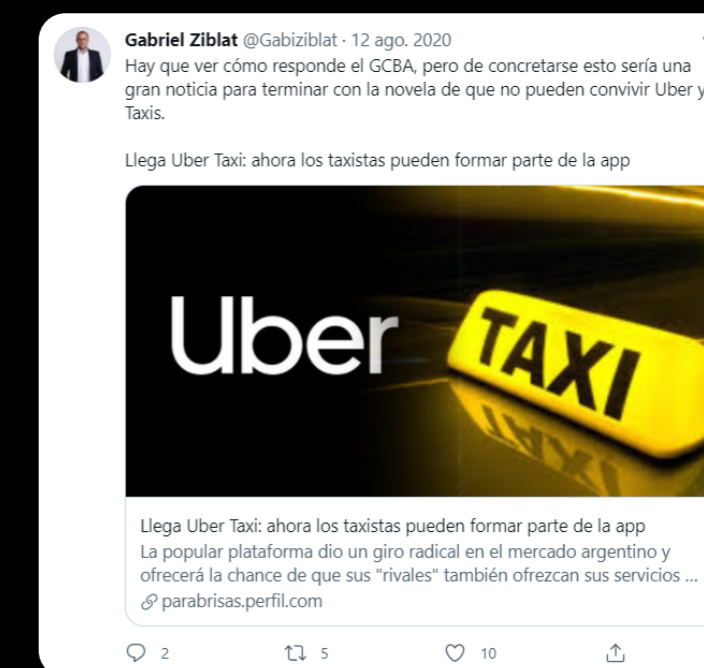 Gabriel Ziblat @Gabiziblat · 12 ago. 2020
Hay que ver cómo responde el GCBA, pero de concretarse esto sería una
gran noticia para terminar con la novela de que no pueden convivir Uber y
Taxis.
Llega Uber Taxi: ahora los taxistas pueden formar parte de la app
Uber
TAXI
Llega Uber Taxi: ahora los taxistas pueden formar parte de la app
La popular plataforma dio un giro radical en el mercado argentino y
ofrecerá la chance de que sus "rivales" también ofrezcan sus servicios ...
parabrisas.perfil.com
2 5 10